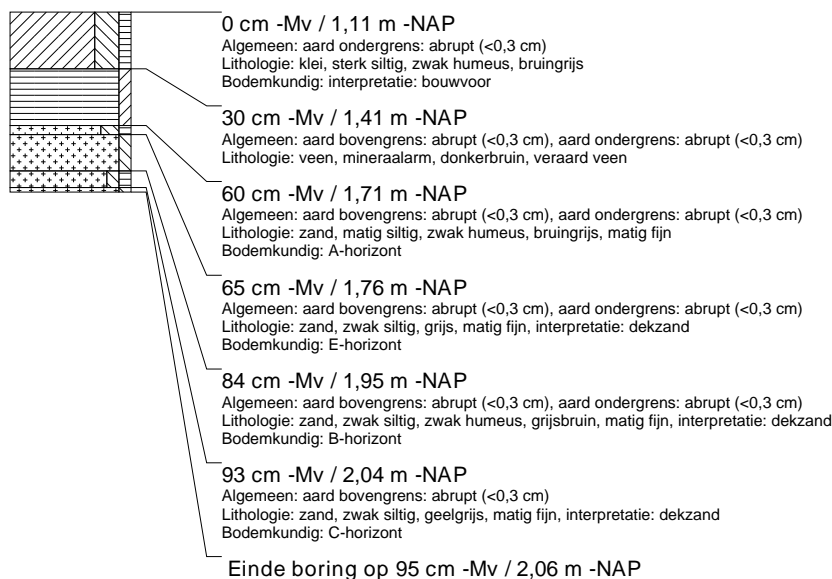 0 cm -Mv / 1,11 m -NAP
Algemeen: aard ondergrens: abrupt (<0,3 cm)
Lithologie: klei, sterk siltig, zwak humeus, bruingrijs
Bodemkundig: interpretatie: bouwvoor
30 cm -Mv / 1,41 m -NAP
Algemeen: aard bovengrens: abrupt (<0,3 cm), aard ondergrens: abrupt (<0,3 cm)
Lithologie: veen, mineraalarm, donkerbruin, veraard veen
60 cm -Mv / 1,71 m -NAP
Algemeen: aard bovengrens: abrupt (<0,3 cm), aard ondergrens: abrupt (<0,3 cm)
Lithologie: zand, matig siltig, zwak humeus, bruingrijs, matig fijn
Bodemkundig: A-horizont
65 cm -Mv / 1,76 m -NAP
Algemeen: aard bovengrens: abrupt (<0,3 cm), aard ondergrens: abrupt (<0,3 cm)
Lithologie: zand, zwak siltig, grijs, matig fijn, interpretatie: dekzand
Bodemkundig: E-horizont
84 cm -Mv / 1,95 m -NAP
Algemeen: aard bovengrens: abrupt (<0,3 cm), aard ondergrens: abrupt (<0,3 cm)
Lithologie: zand, zwak siltig, zwak humeus, grijsbruin, matig fijn, interpretatie: dekzand
Bodemkundig: B-horizont
93 cm -Mv / 2,04 m -NAP
Algemeen: aard bovengrens: abrupt (<0,3 cm)
Lithologie: zand, zwak siltig, geelgrijs, matig fijn, interpretatie: dekzand
Bodemkundig: C-horizont
Einde boring op 95 cm -Mv / 2,06 m -NAP